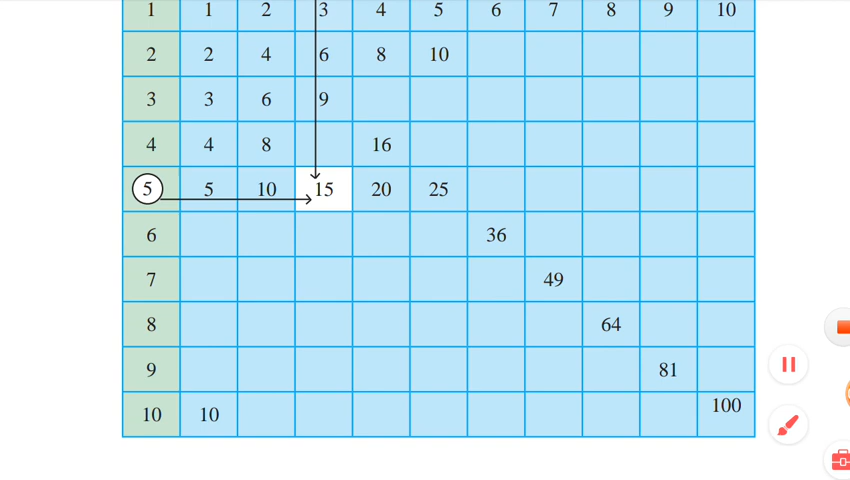 1 1 2 3 4 5 6 7 8 9 10
2 2 4 6 8 10
3 3 6 9
4 4 8 16
5 5 10 15 20 25
6 36
7 49
8 64
9 81
10 10 100